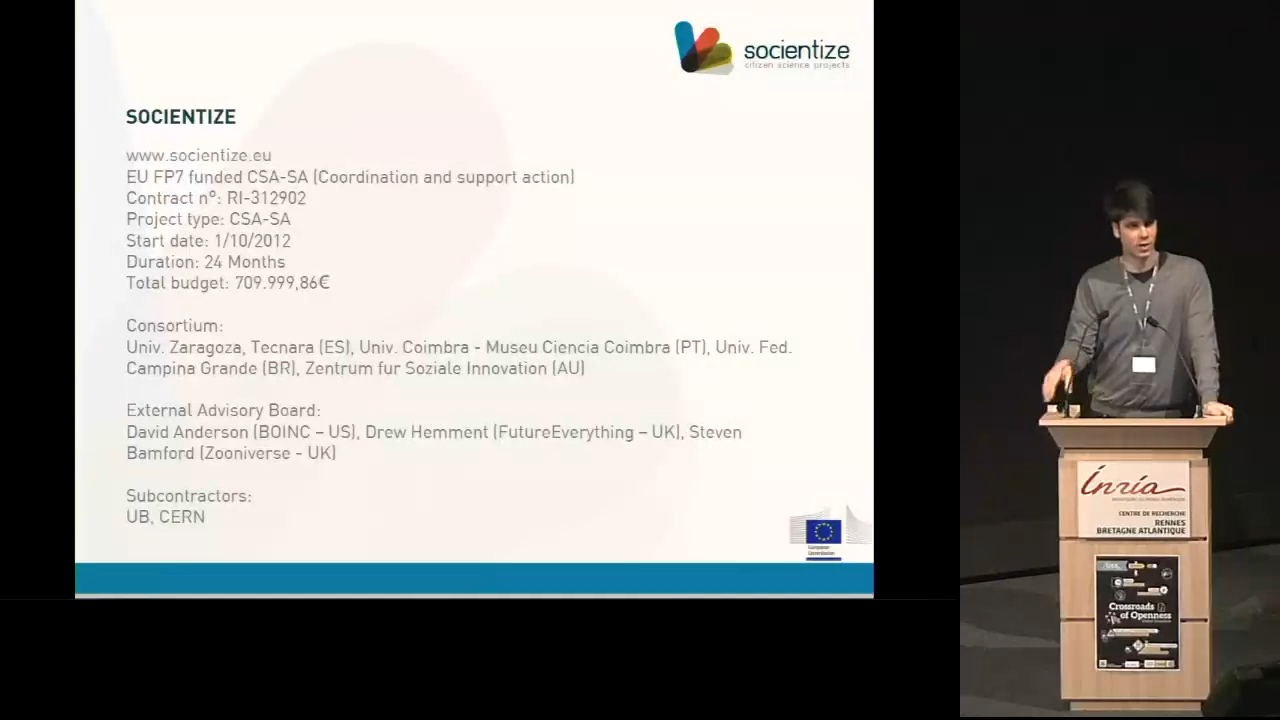 socientize
citizen science projects
SOCIENTIZE
www.socientize.eu
EU FP7 funded CSA-SA (Coordination and support action)
Contract n°: RI-312902
Project type: CSA-SA
Start date: 1/10/2012
Duration: 24 Months
Total budget: 709.999,86€
Consortium:
Univ. Zaragoza, Tecnara (ES), Univ. Coimbra - Museu Ciencia Coimbra (PT), Univ. Fed.
Campina Grande (BR), Zentrum fur Soziale Innovation (AU)
External Advisory Board:
David Anderson (BOINC – US), Drew Hemment (FutureEverything – UK), Steven
Bamford (Zooniverse - UK)
Subcontractors:
UB, CERN
European
Commission
Inria
CENTRE DE RECHERCHE
RENNES
BRETAGNE ATLANTIQUE
Crossroads
of Openness